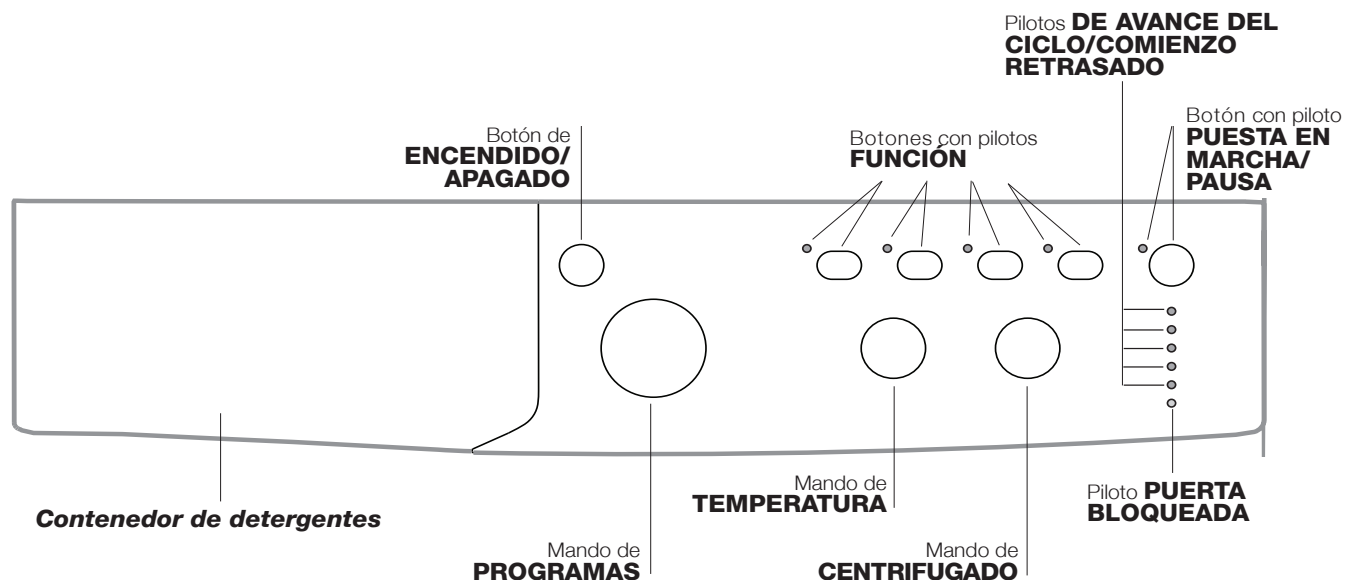 Pilotos DE AVANCE DEL
CICLO/COMIENZO
RETRASADO
Botón de
ENCENDIDO/
APAGADO
Botones con pilotos
FUNCIÓN
Botón con piloto
PUESTA EN
MARCHA/
PAUSA
Contenedor de detergentes
Mando de
PROGRAMAS
Mando de
TEMPERATURA
Mando de
CENTRIFUGADO
Piloto PUERTA
BLOQUEADA